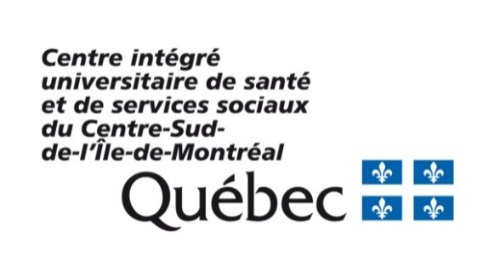 Centre intégré
universitaire de santé
et de services sociaux
du Centre-Sud-
de-l'Île-de-Montréal
Québec